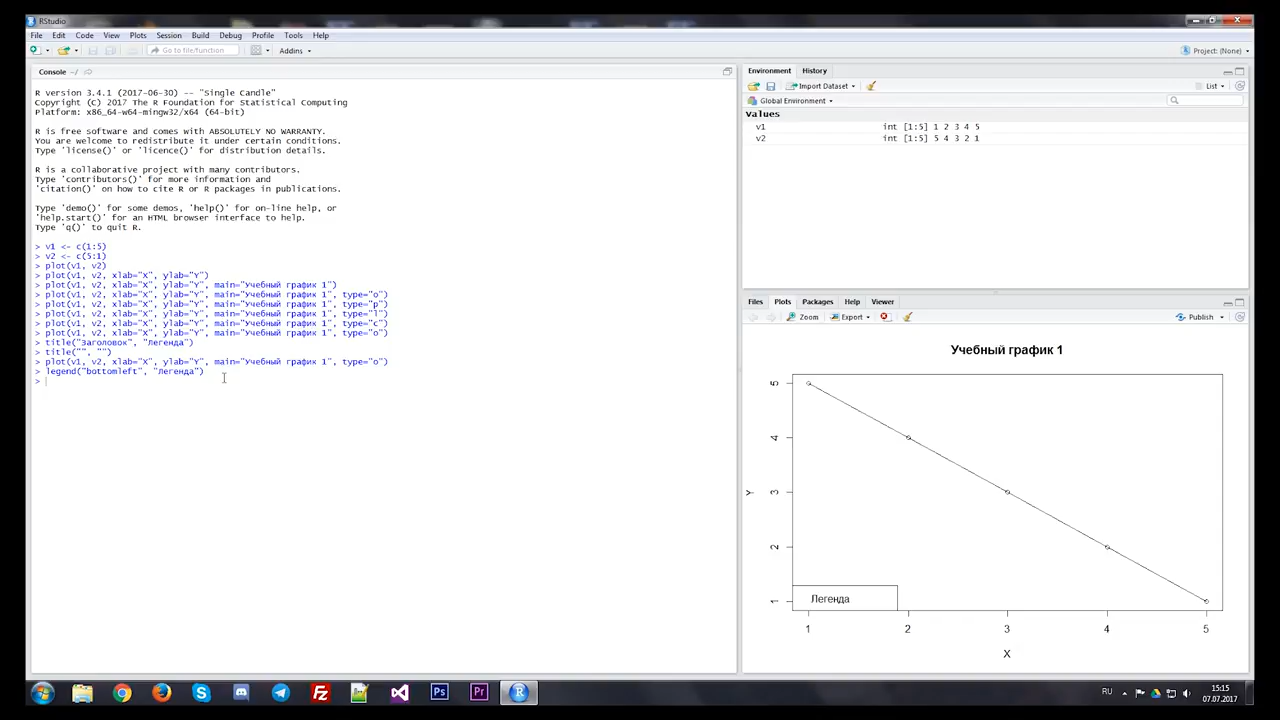 RStudio
File Edit Code View Plots Session Build Debug Profile Tools Help
Go to file/function
Addins
Project: (None)
Console ~/
R version 3.4.1 (2017-06-30) -- "Single Candle"
Copyright (C) 2017 The R Foundation for Statistical Computing
Platform: x86_64-w64-mingw32/x64 (64-bit)
R is free software and comes with ABSOLUTELY NO WARRANTY.
You are welcome to redistribute it under certain conditions.
Type 'license()' or 'licence()' for distribution details.
R is a collaborative project with many contributors.
Type 'contributors()' for more information and
'citation()' on how to cite R or R packages in publications.
Type 'demo()' for some demos, 'help()' for on-line help, or
'help.start()' for an HTML browser interface to help.
Type 'q()' to quit R.
> v1 <- c(1:5)
> v2 <- c(5:1)
> plot(v1, v2)
> plot(v1, v2, xlab="X", ylab="Y")
> plot(v1, v2, xlab="X", ylab="Y", main="Учебный график 1")
> plot(v1, v2, xlab="X", ylab="Y", main="Учебный график 1", type="o")
> plot(v1, v2, xlab="X", ylab="Y", main="Учебный график 1", type="p")
> plot(v1, v2, xlab="X", ylab="Y", main="Учебный график 1", type="l")
> plot(v1, v2, xlab="X", ylab="Y", main="Учебный график 1", type="c")
> plot(v1, v2, xlab="X", ylab="Y", main="Учебный график 1", type="o")
> title("Заголовок", "Легенда")
> title("", "")
> plot(v1, v2, xlab="X", ylab="Y", main="Учебный график 1", type="o")
> legend("bottomleft", "Легенда")
>
Environment History
Import Dataset
List
Global Environment
Values
v1 int [1:5] 1 2 3 4 5
v2 int [1:5] 5 4 3 2 1
Files Plots Packages Help Viewer
Zoom Export Publish
Учебный график 1
5
4
3
2
1
Y
Легенда
1 2 3 4 5
X
Ps
Pr
R
RU
15:15
07.07.2017